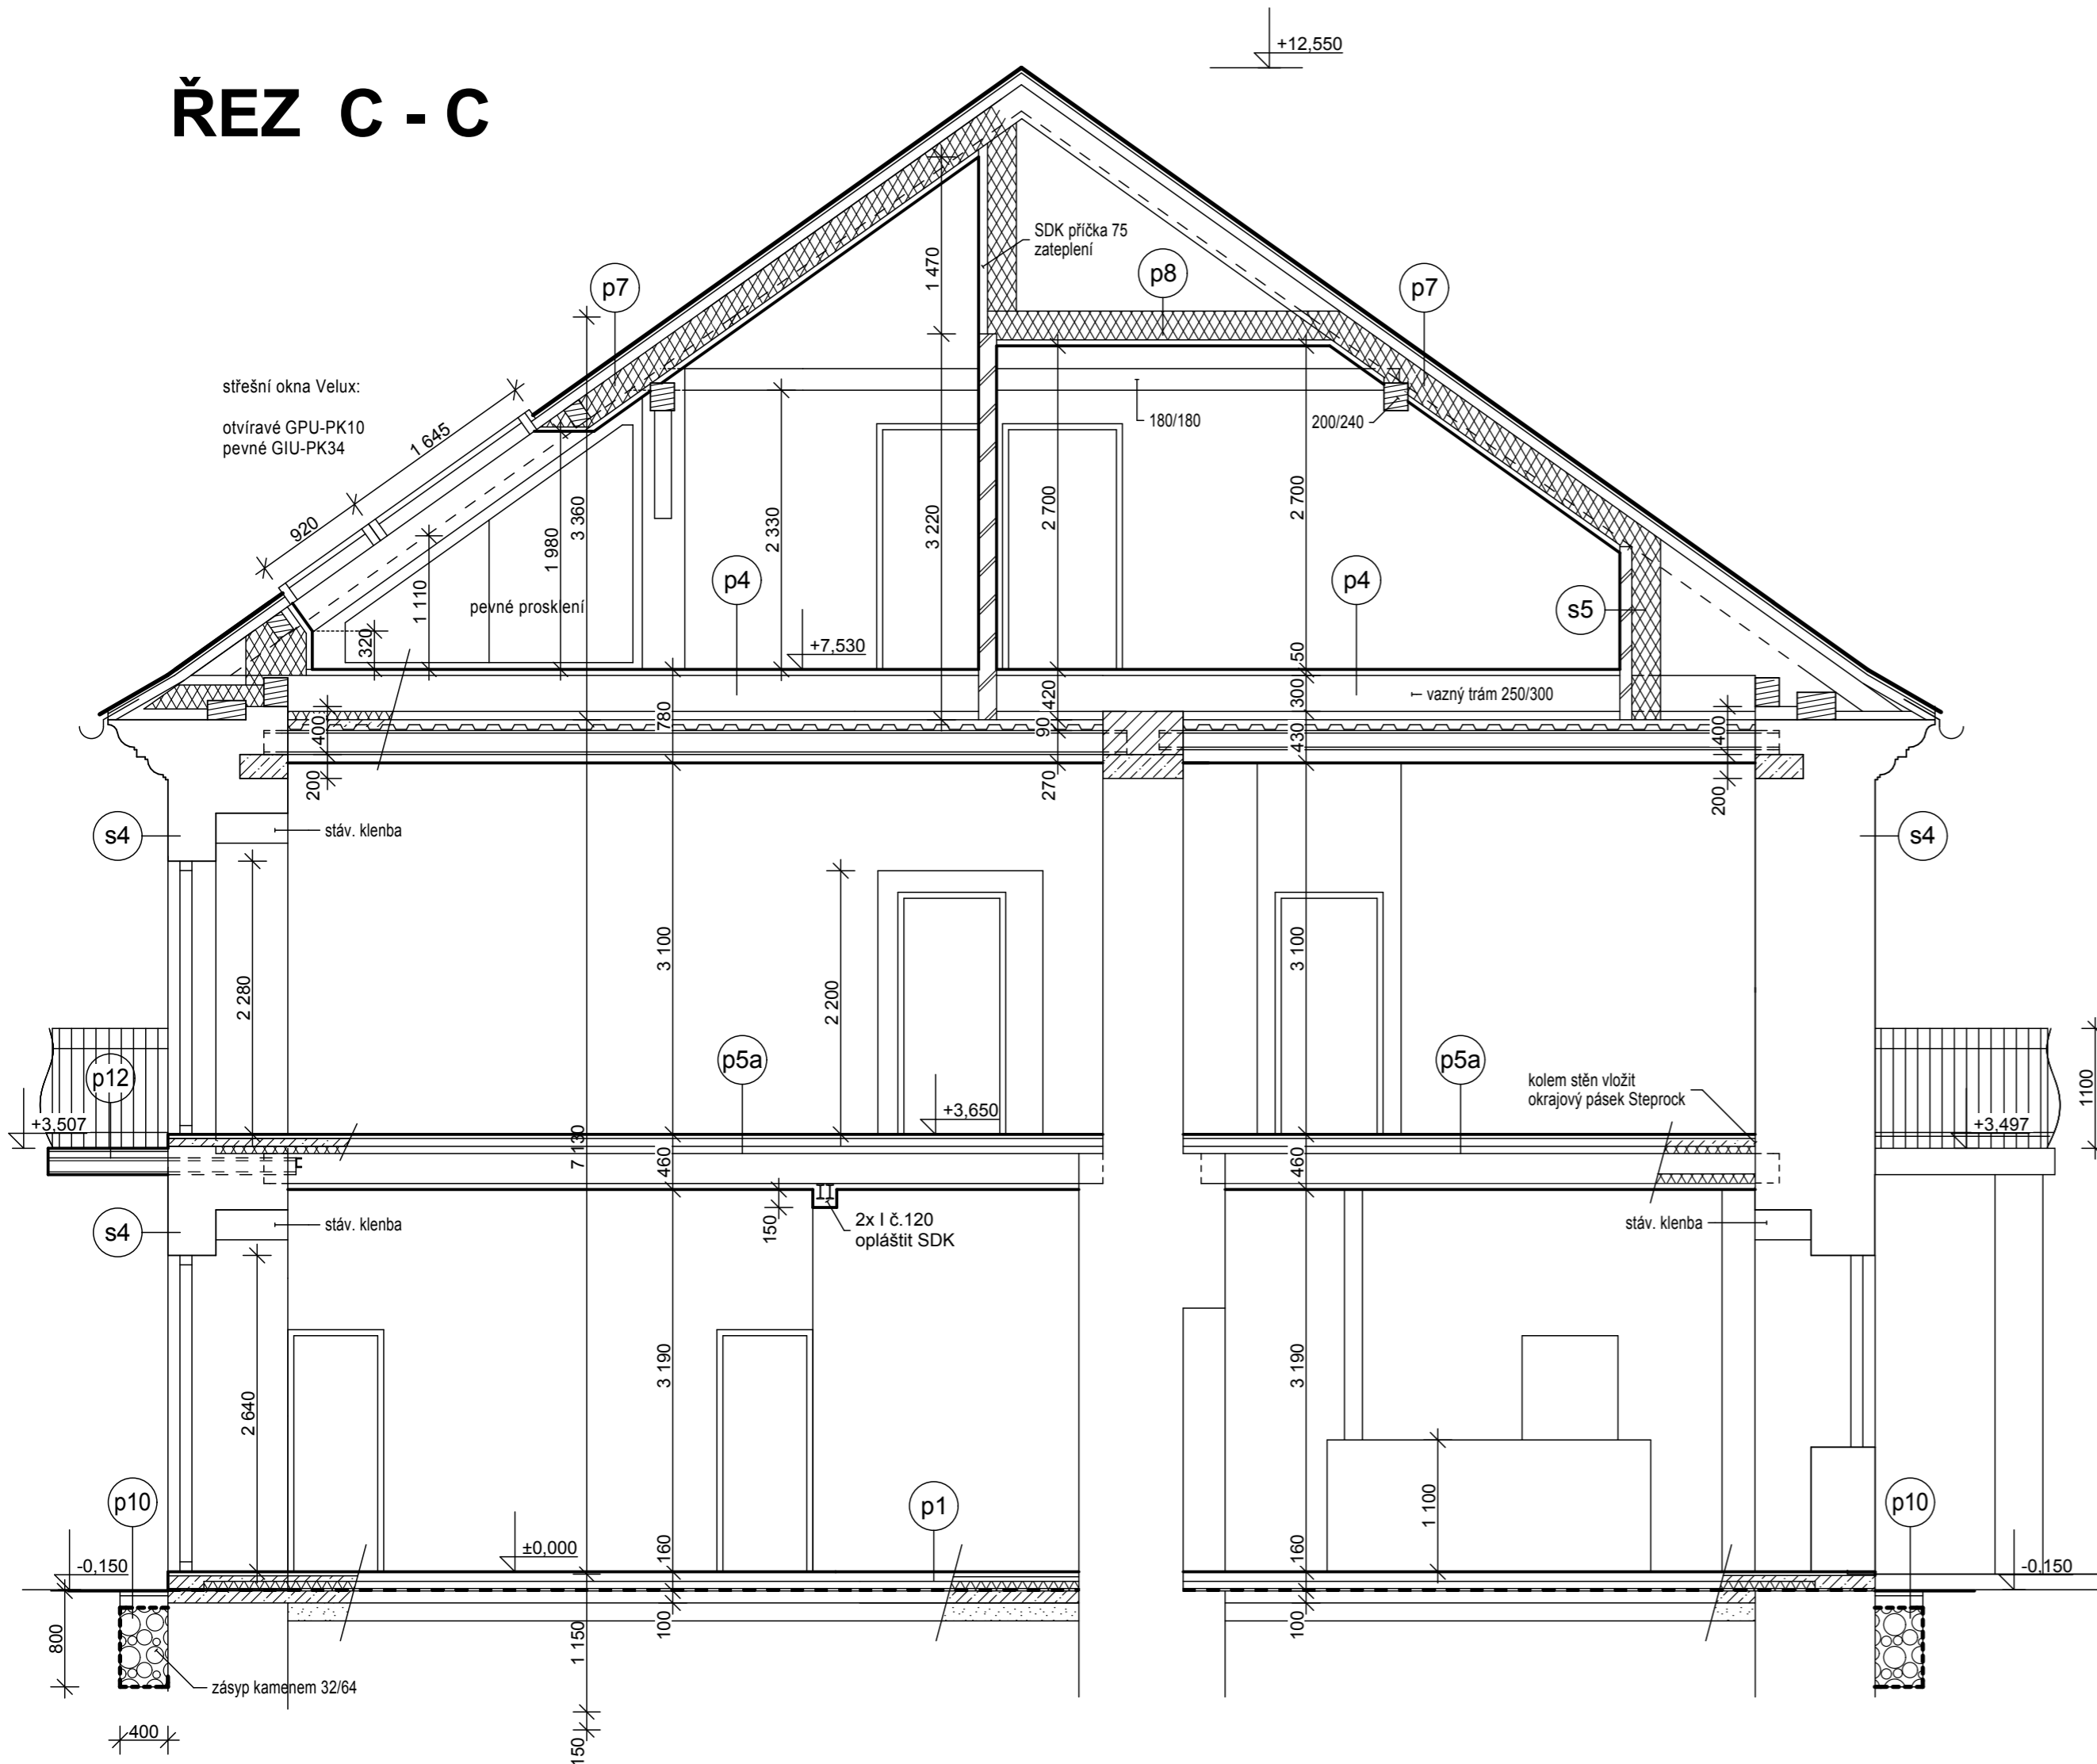 ŘEZ C - C
+12,550
SDK příčka 75
zateplení
1 470
p7
p8
p7
střešní okna Velux:
otvíravé GPU-PK10
pevné GIU-PK34
1 645
920
180/180
200/240
3 360
1 980
2 330
3 220
2 700
2 700
1 110
320
pevné prosklení
p4
p4
s5
+7,530
50
300
420
90
780
430
400
400
vazný trám 250/300
200
270
200
s4
stáv. klenba
s4
2 280
3 100
2 200
3 100
p12
p5a
p5a
kolem stěn vložit
okrajový pásek Steprock
1100
+3,507
+3,650
+3,497
7 130
460
460
150
s4
stáv. klenba
2x I č.120
opláštit SDK
stáv. klenba
2 640
3 190
3 190
p10
p1
1 100
p10
-0,150
±0,000
160
160
-0,150
800
100
100
1 150
zásyp kamenem 32/64
400
150